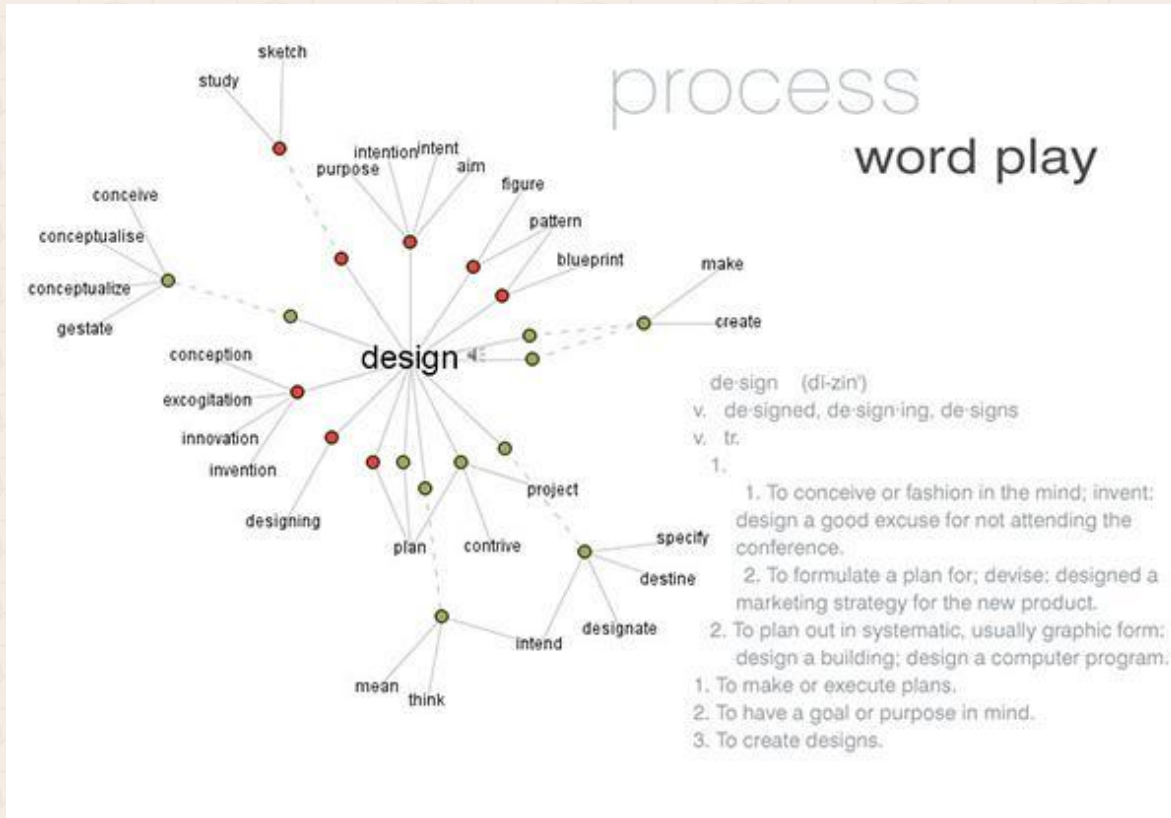 process
word play
sketch
study
intention
intent
purpose
aim
figure
pattern
blueprint
conceive
conceptualise
conceptualize
gestate
make
create
design
conception
excogitation
innovation
invention
designing
plan
contrive
project
specify
destine
designate
intend
mean
think
de·sign (dĭ-zīn')
v. de·signed, de·sign·ing, de·signs
v. tr.
1.
1. To conceive or fashion in the mind; invent:
design a good excuse for not attending the
conference.
2. To formulate a plan for; devise: designed a
marketing strategy for the new product.
2. To plan out in systematic, usually graphic form:
design a building; design a computer program.
1. To make or execute plans.
2. To have a goal or purpose in mind.
3. To create designs.